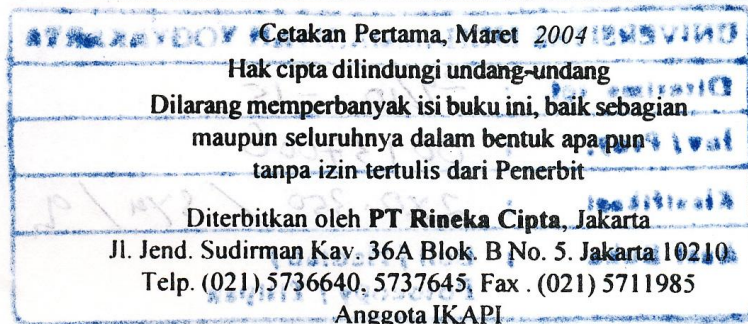 Cetakan Pertama, Maret 2004
Hak cipta dilindungi undang-undang
Dilarang memperbanyak isi buku ini, baik sebagian
maupun seluruhnya dalam bentuk apa pun
tanpa izin tertulis dari Penerbit
Diterbitkan oleh PT Rineka Cipta, Jakarta
Jl. Jend. Sudirman Kav. 36A Blok. B No. 5. Jakarta 10210
Telp. (021) 5736640, 5737645, Fax . (021) 5711985
Anggota IKAPI